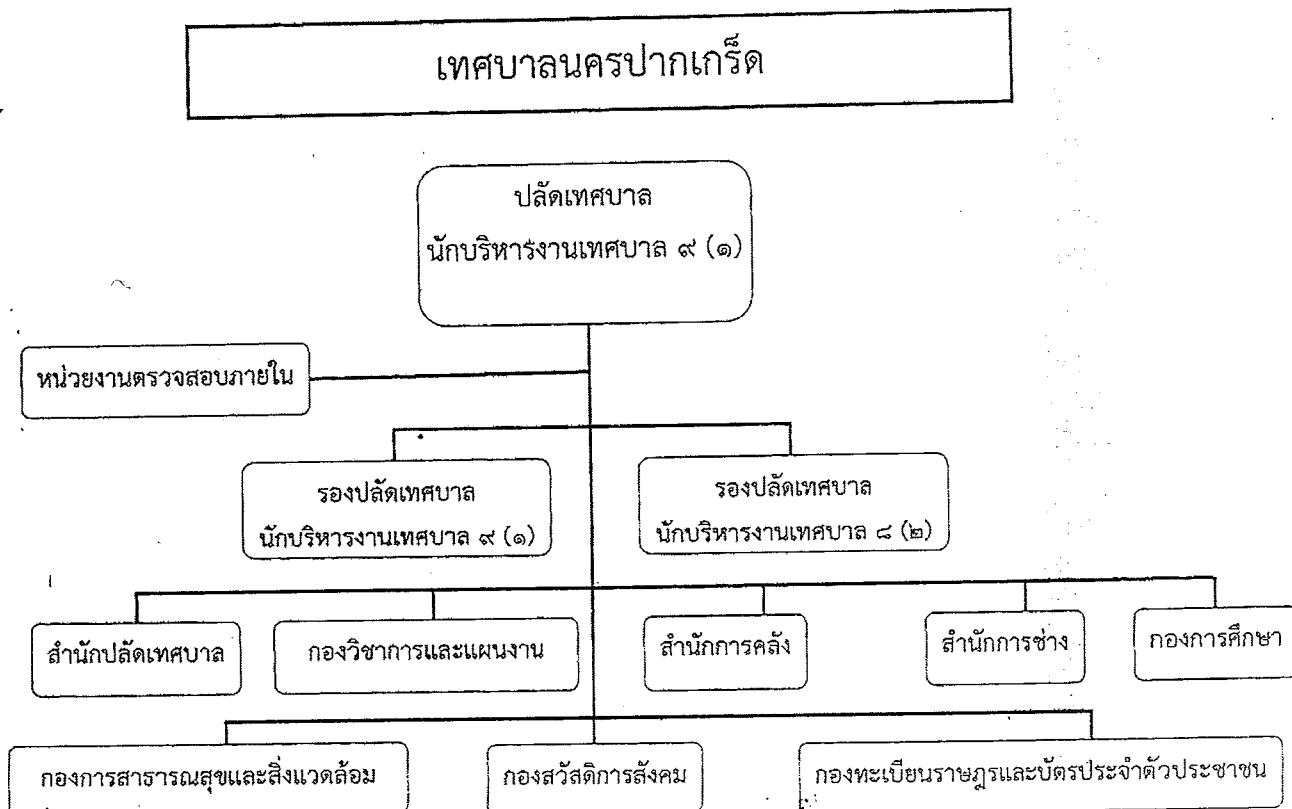 เทศบาลนครปากเกร็ด
ปลัดเทศบาล
นักบริหารงานเทศบาล ๙ (๑)
หน่วยงานตรวจสอบภายใน
รองปลัดเทศบาล
นักบริหารงานเทศบาล ๙ (๑)
รองปลัดเทศบาล
นักบริหารงานเทศบาล ๘ (๒)
สำนักปลัดเทศบาล
กองวิชาการและแผนงาน
สำนักการคลัง
สำนักการช่าง
กองการศึกษา
กองการสาธารณสุขและสิ่งแวดล้อม
กองสวัสดิการสังคม
กองทะเบียนราษฎรและบัตรประจำตัวประชาชน